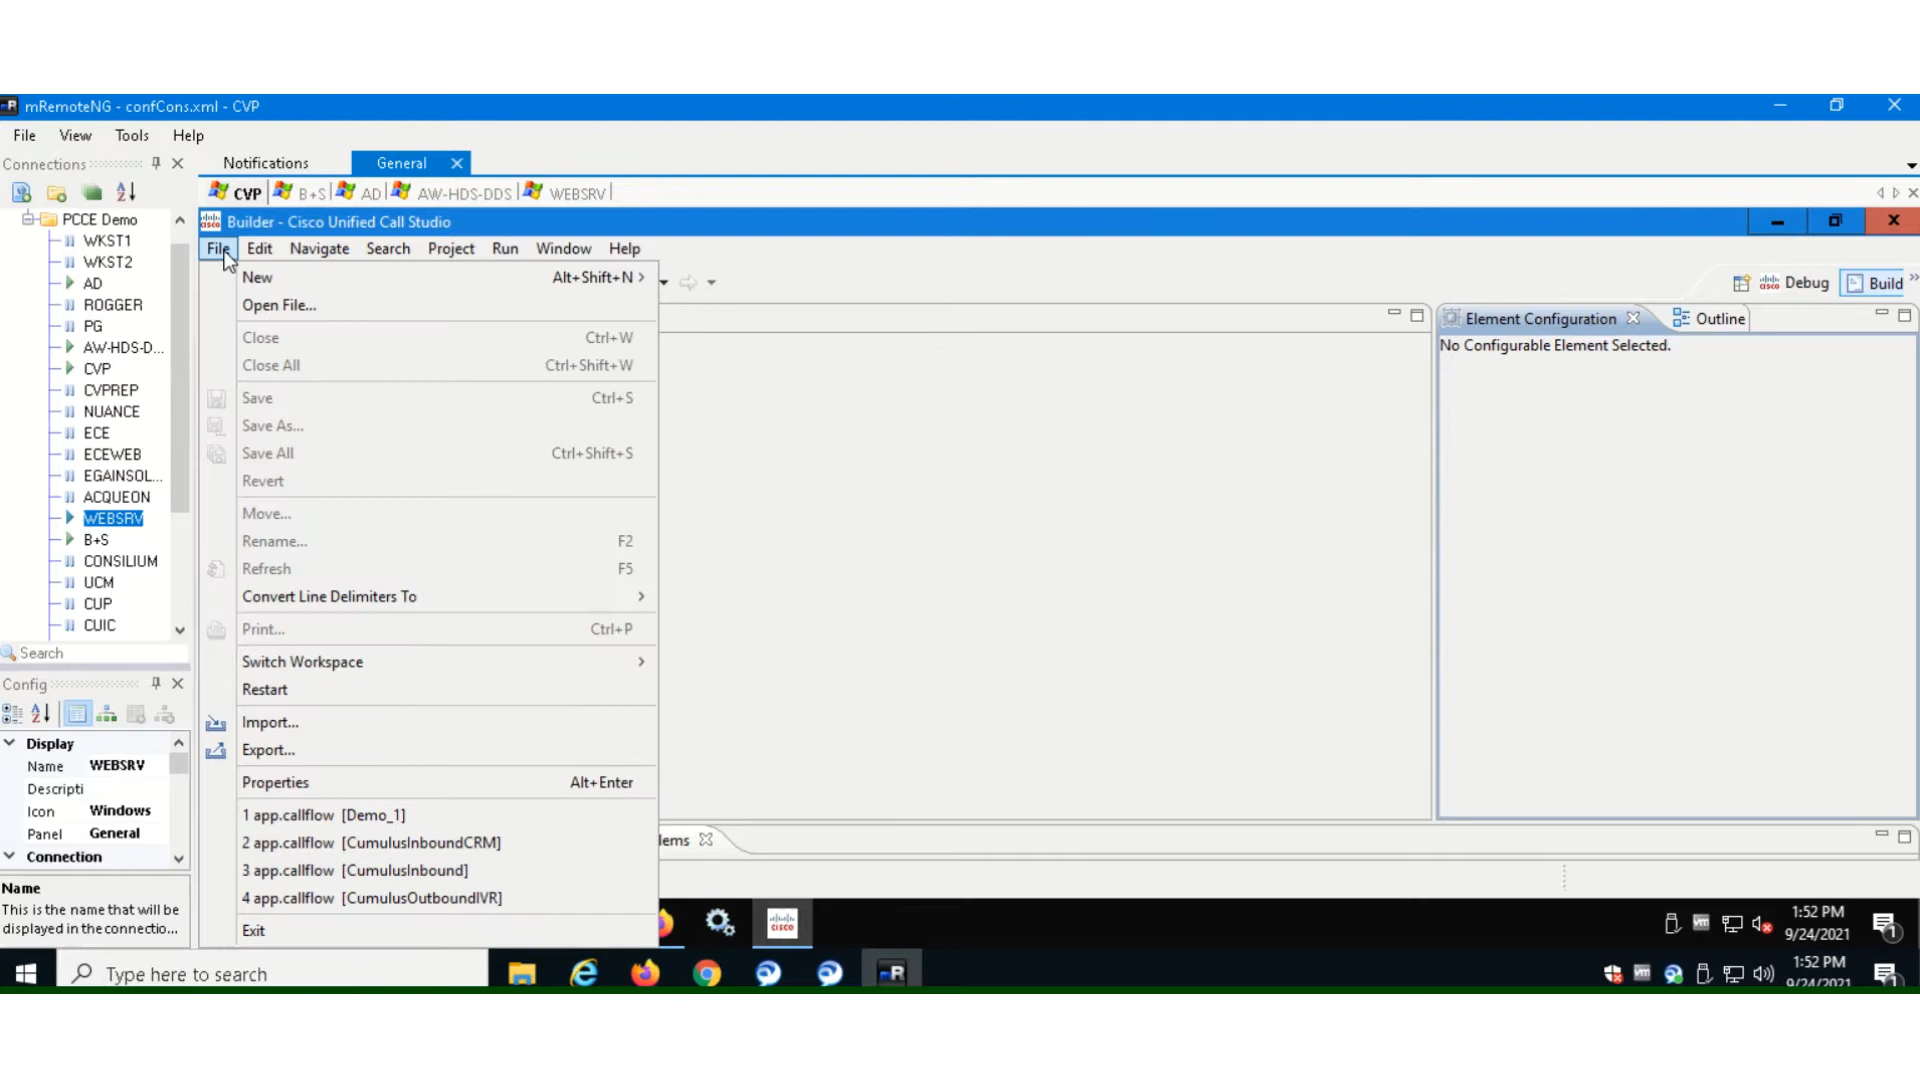 mRemoteNG - confCons.xml - CVP
File View Tools Help
Connections
Notifications General
CVP B+S AD AW-HDS-DDS WEBSRV
PCCE Demo
WKST1
WKST2
AD
ROGGER
PG
AW-HDS-D...
CVP
CVPREP
NUANCE
ECE
ECEWEB
EGAINSOL...
ACQUEON
WEBSRV
B+S
CONSILIUM
UCM
CUP
CUIC
Search
Config
Display
Name WEBSRV
Descripti
Icon Windows
Panel General
Connection
Name
This is the name that will be
displayed in the connectio...
Builder - Cisco Unified Call Studio
File Edit Navigate Search Project Run Window Help
New Alt+Shift+N
Open File...
Close Ctrl+W
Close All Ctrl+Shift+W
Save Ctrl+S
Save As...
Save All Ctrl+Shift+S
Revert
Move...
Rename... F2
Refresh F5
Convert Line Delimiters To
Print... Ctrl+P
Switch Workspace
Restart
Import...
Export...
Properties Alt+Enter
1 app.callflow [Demo_1]
2 app.callflow [CumulusInboundCRM]
3 app.callflow [CumulusInbound]
4 app.callflow [CumulusOutboundIVR]
Exit
Debug Build
Element Configuration Outline
No Configurable Element Selected.
lems
1:52 PM
9/24/2021
Type here to search
1:52 PM
9/24/2021